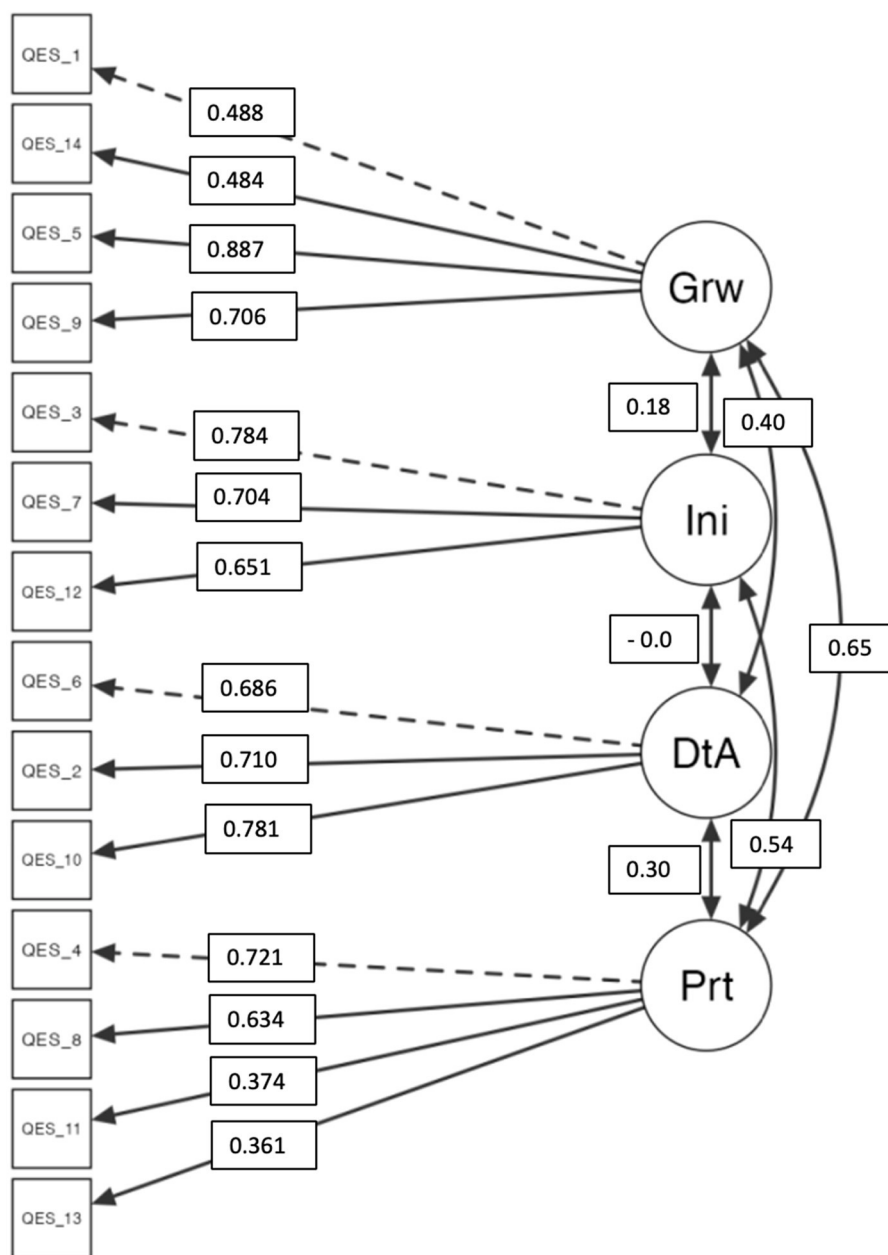 QES_1
0.488
QES_14
0.484
QES_5
0.887
Grw
QES_9
0.706
0.18
0.40
QES_3
0.784
QES_7
0.704
Ini
QES_12
0.651
- 0.0
0.65
QES_6
0.686
QES_2
0.710
DtA
QES_10
0.781
0.30
0.54
QES_4
0.721
Prt
QES_8
0.634
QES_11
0.374
QES_13
0.361